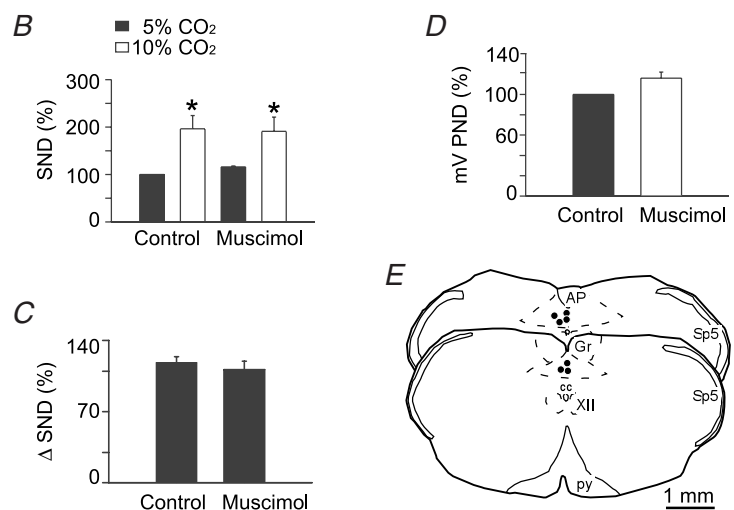 B
5% CO₂
10% CO₂
SND (%)
300
200
100
0
*
*
Control Muscimol
C
Δ SND (%)
140
70
0
Control Muscimol
D
mV PND (%)
140
100
60
20
0
Control Muscimol
E
AP
Sp5
Gr
cc
XII
Sp5
py
1 mm